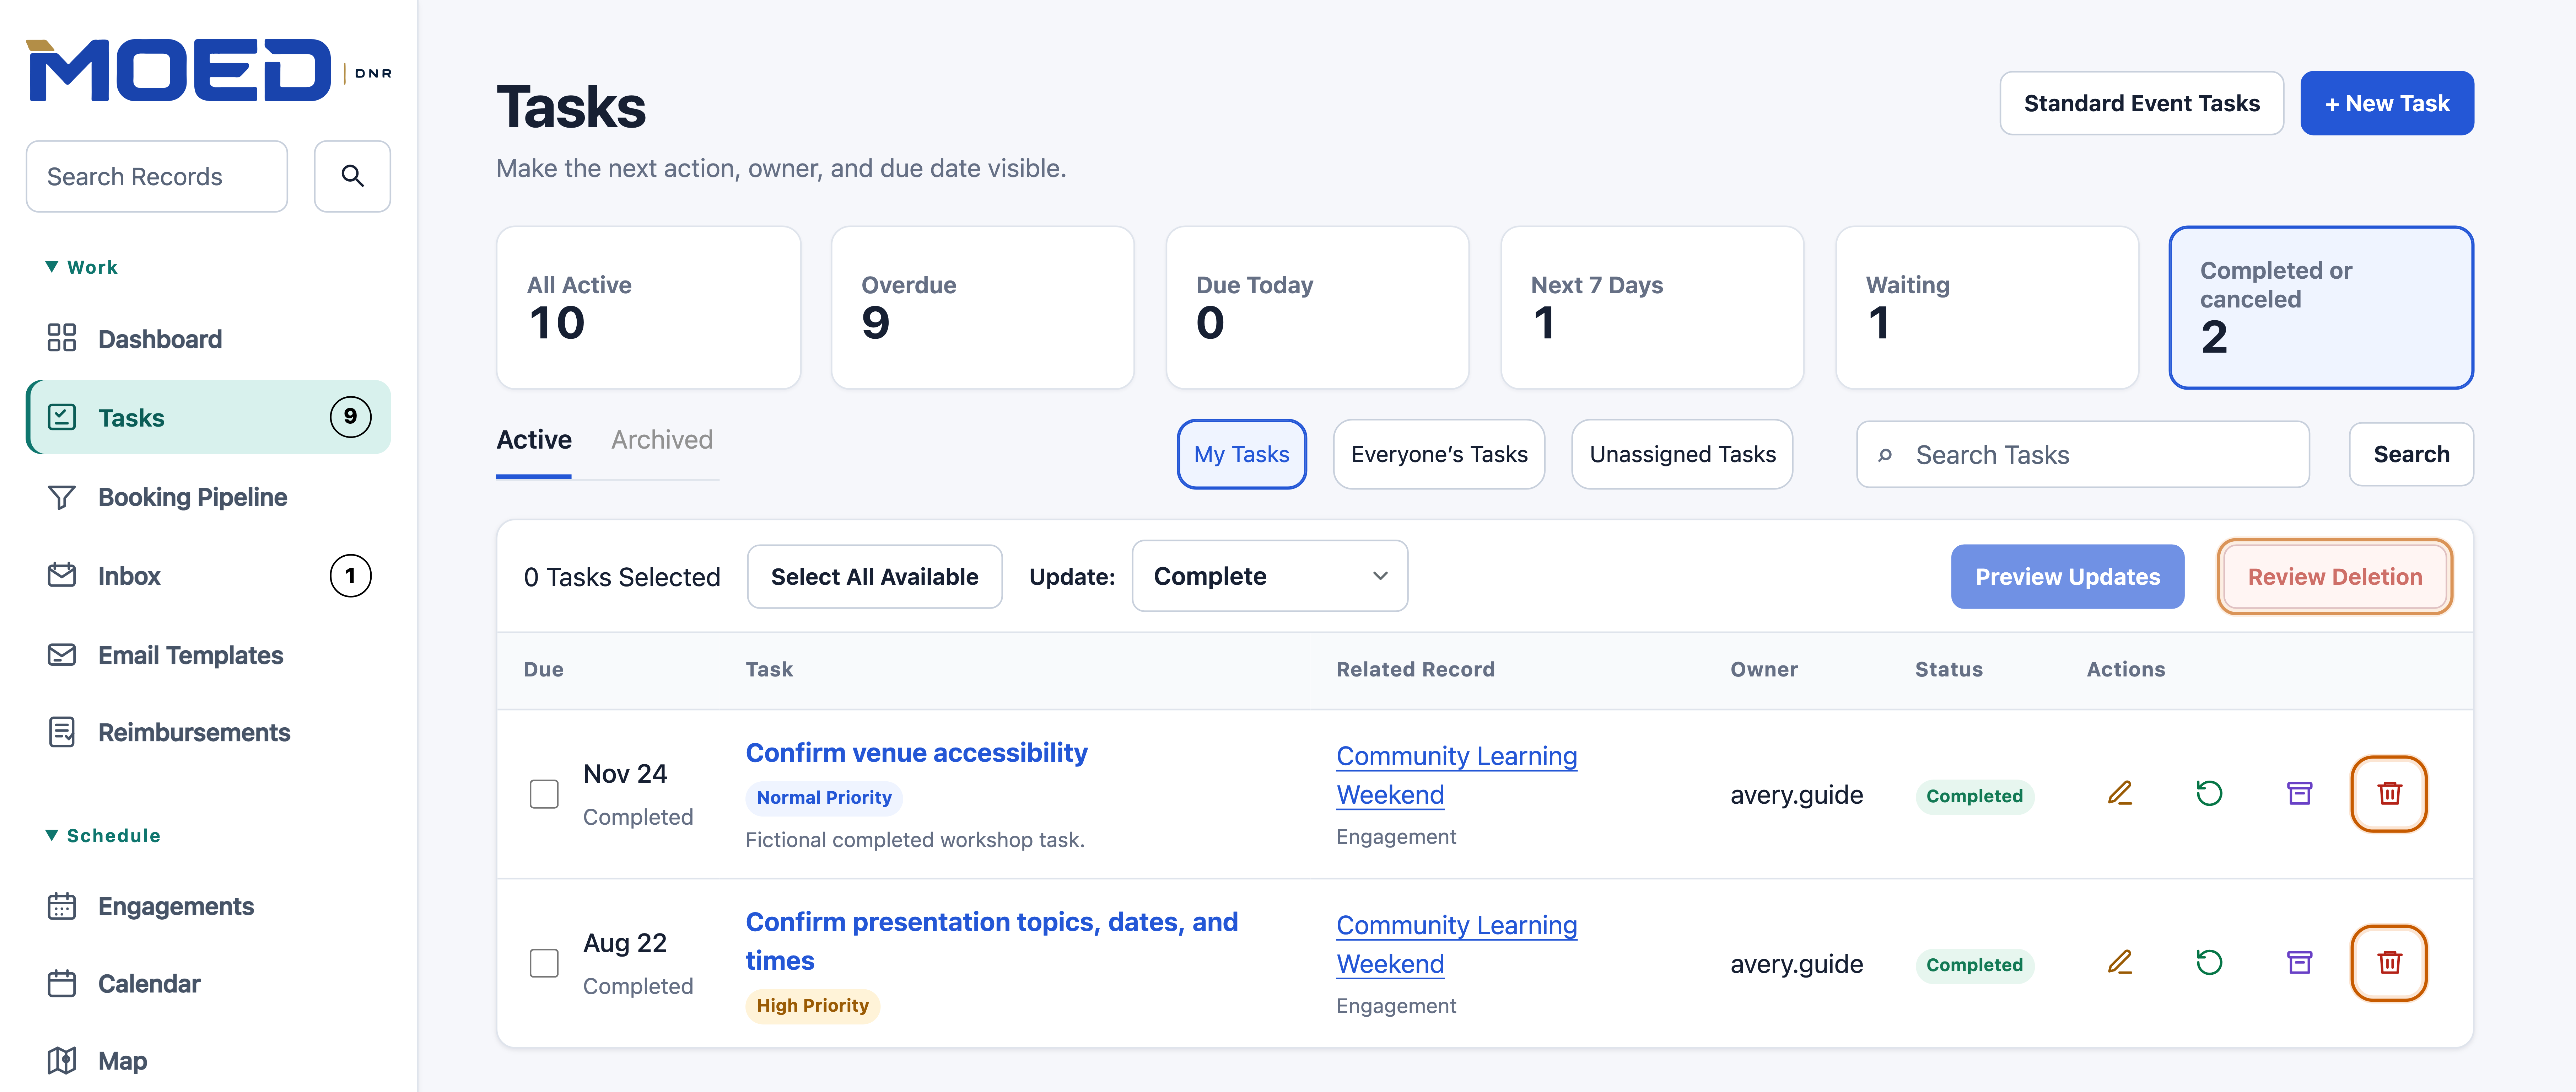 MOED | DNR
Search Records
Work
Dashboard
Tasks 9
Booking Pipeline
Inbox 1
Email Templates
Reimbursements
Schedule
Engagements
Calendar
Map
Tasks
Make the next action, owner, and due date visible.
Standard Event Tasks
+ New Task
All Active
10
Overdue
9
Due Today
0
Next 7 Days
1
Waiting
1
Completed or
canceled
2
Active
Archived
My Tasks
Everyone’s Tasks
Unassigned Tasks
Search Tasks
Search
0 Tasks Selected
Select All Available
Update:
Complete
Preview Updates
Review Deletion
Due
Task
Related Record
Owner
Status
Actions
Nov 24
Completed
Confirm venue accessibility
Normal Priority
Fictional completed workshop task.
Community Learning
Weekend
Engagement
avery.guide
Completed
Aug 22
Completed
Confirm presentation topics, dates, and
times
High Priority
Community Learning
Weekend
Engagement
avery.guide
Completed